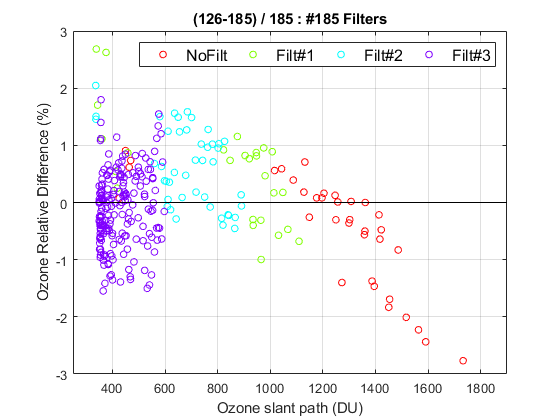 (126-185) / 185 : #185 Filters
NoFilt Filt#1 Filt#2 Filt#3
Ozone Relative Difference (%)
3
2
1
0
-1
-2
-3
400 600 800 1000 1200 1400 1600 1800
Ozone slant path (DU)